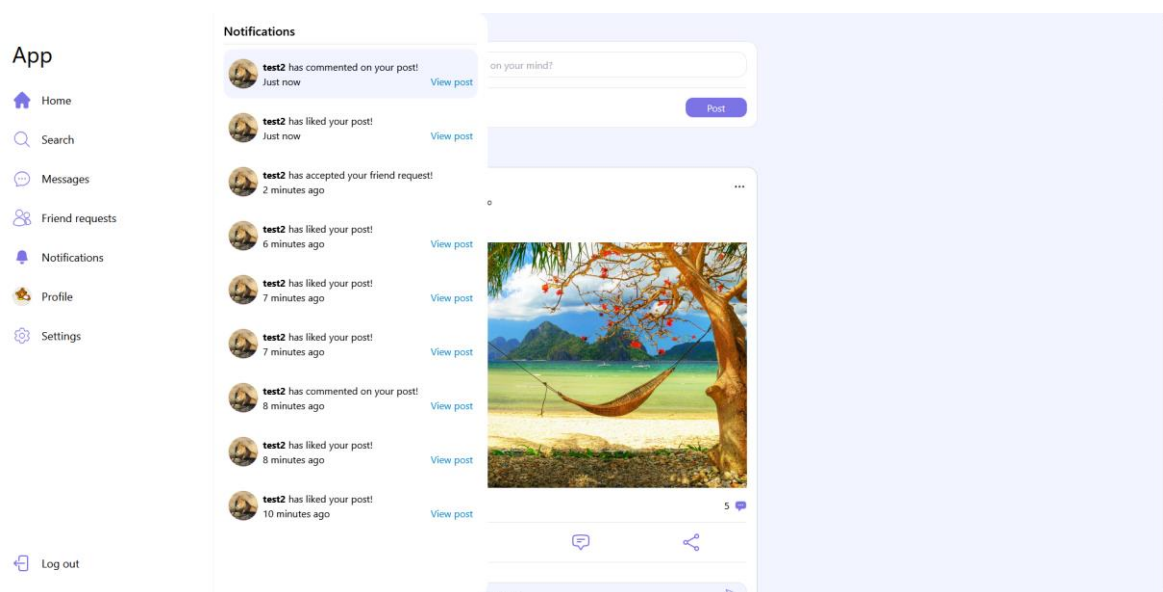 App
Home
Search
Messages
Friend requests
Notifications
Profile
Settings
Log out
Notifications
test2 has commented on your post!
Just now View post
test2 has liked your post!
Just now View post
test2 has accepted your friend request!
2 minutes ago
test2 has liked your post!
6 minutes ago View post
test2 has liked your post!
7 minutes ago View post
test2 has liked your post!
7 minutes ago View post
test2 has commented on your post!
8 minutes ago View post
test2 has liked your post!
8 minutes ago View post
test2 has liked your post!
10 minutes ago View post
on your mind?
Post
o
5